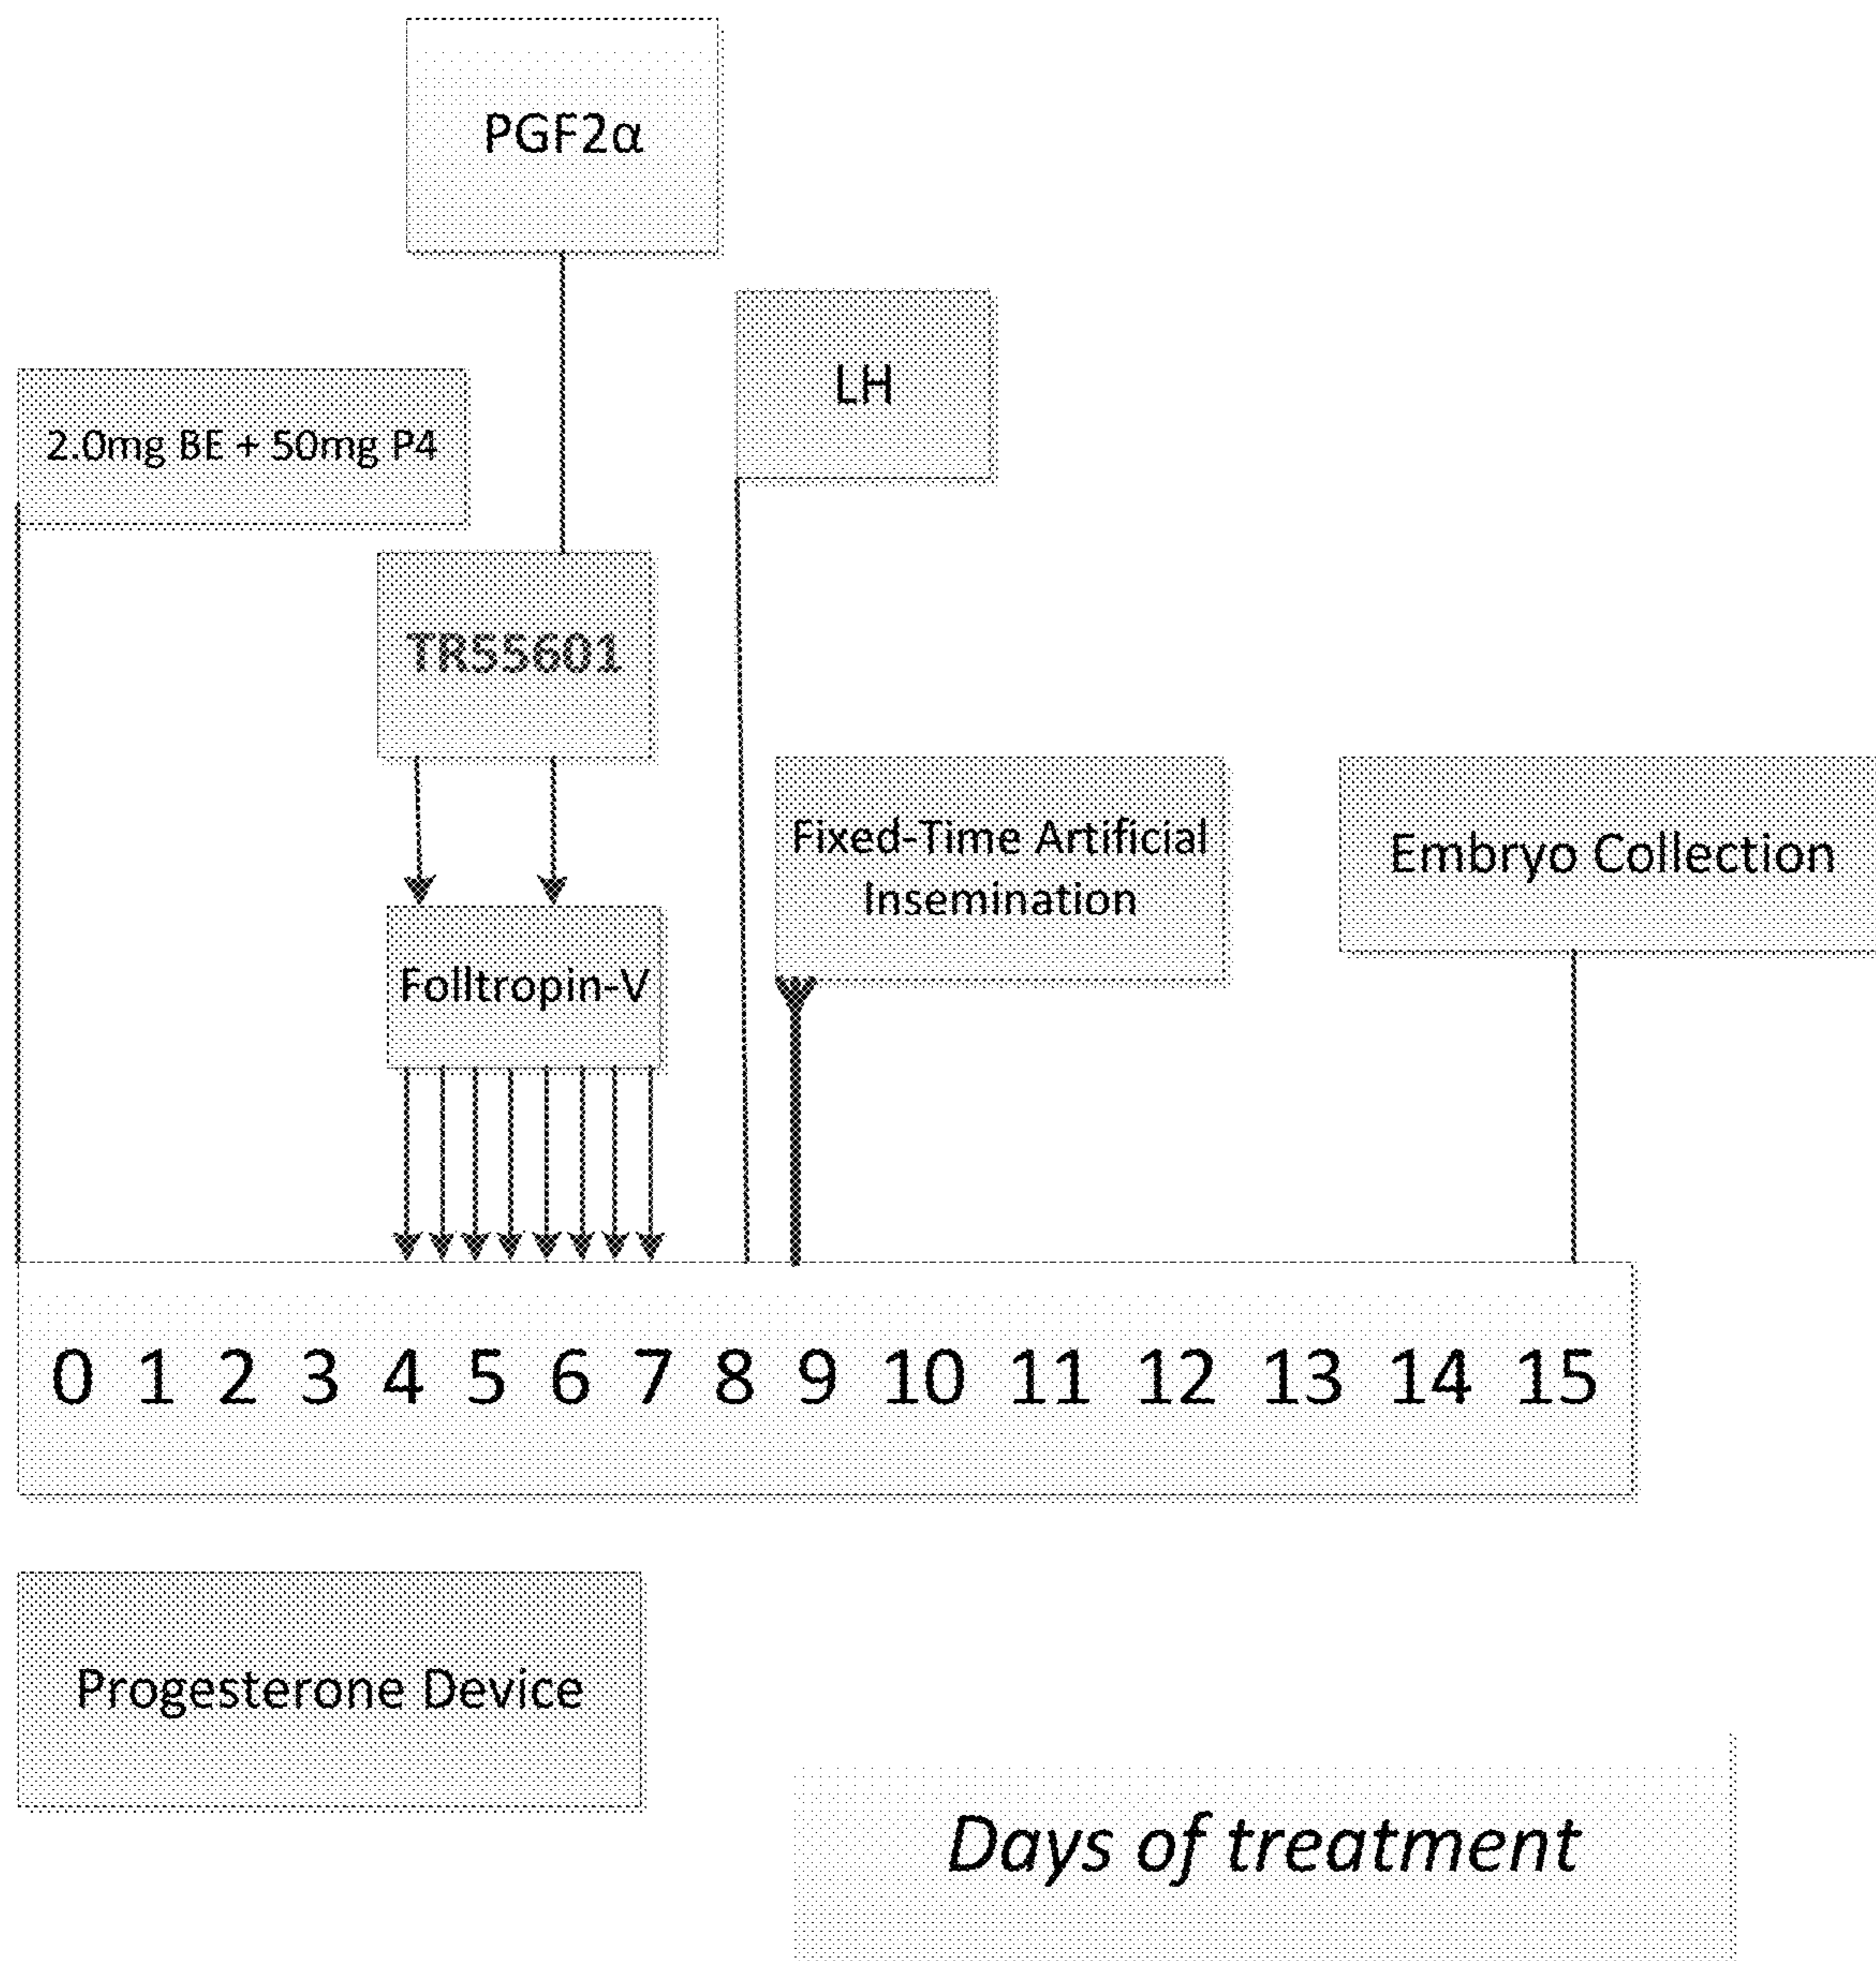 PGF2α
LH
2.0mg BE + 50mg P4
TR55601
Fixed-Time Artificial
Insemination
Embryo Collection
Folltropin-V
0 1 2 3 4 5 6 7 8 9 10 11 12 13 14 15
Progesterone Device
Days of treatment